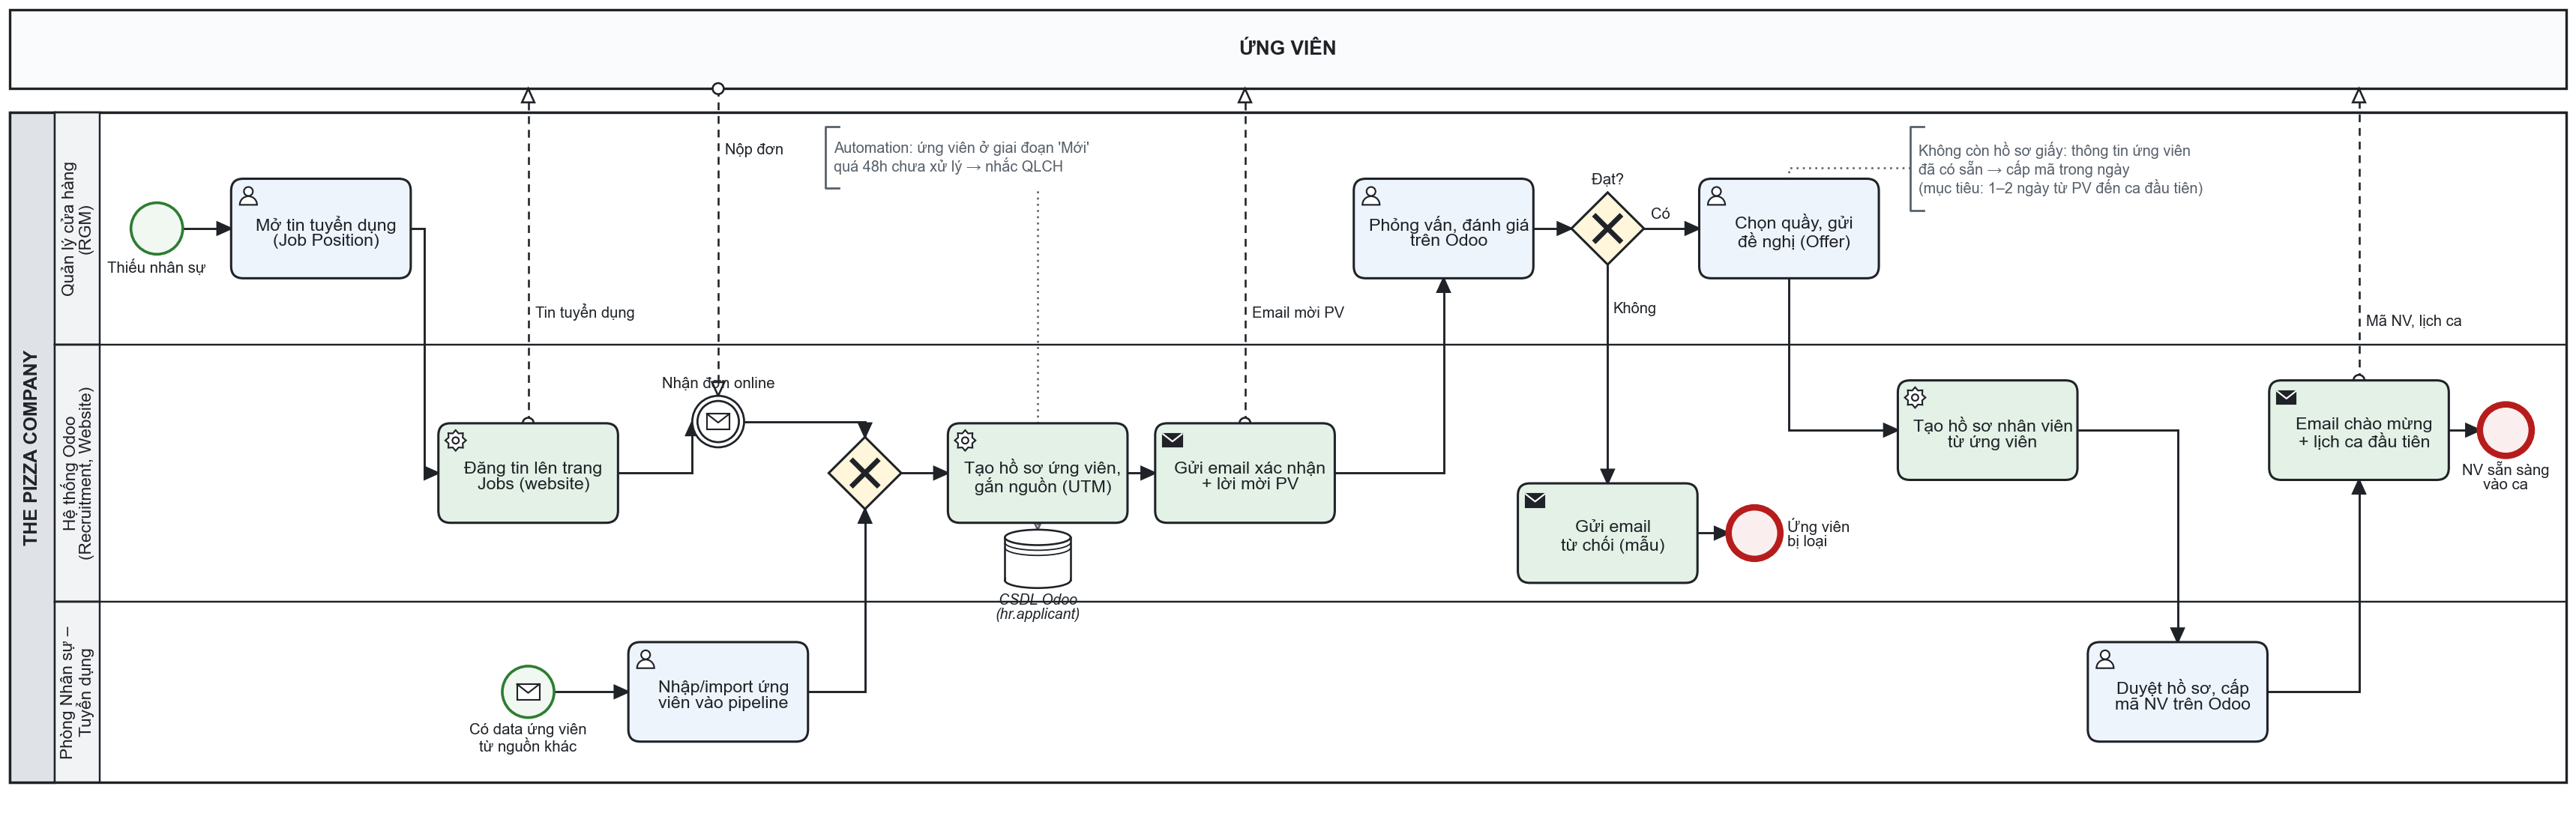 ỨNG VIÊN
THE PIZZA COMPANY
Quản lý cửa hàng
(RGM)
Thiếu nhân sự
Mở tin tuyển dụng
(Job Position)
Tin tuyển dụng
Nộp đơn
Automation: ứng viên ở giai đoạn 'Mới'
quá 48h chưa xử lý → nhắc QLCH
Email mời PV
Phỏng vấn, đánh giá
trên Odoo
Đạt?
Có
Không
Chọn quầy, gửi
đề nghị (Offer)
Không còn hồ sơ giấy: thông tin ứng viên
đã có sẵn → cấp mã trong ngày
(mục tiêu: 1–2 ngày từ PV đến ca đầu tiên)
Mã NV, lịch ca
Hệ thống Odoo
(Recruitment, Website)
Đăng tin lên trang
Jobs (website)
Nhận đơn online
Tạo hồ sơ ứng viên,
gắn nguồn (UTM)
CSDL Odoo
(hr.applicant)
Gửi email xác nhận
+ lời mời PV
Gửi email
từ chối (mẫu)
Ứng viên
bị loại
Tạo hồ sơ nhân viên
từ ứng viên
Email chào mừng
+ lịch ca đầu tiên
NV sẵn sàng
vào ca
Phòng Nhân sự –
Tuyển dụng
Có data ứng viên
từ nguồn khác
Nhập/import ứng
viên vào pipeline
Duyệt hồ sơ, cấp
mã NV trên Odoo